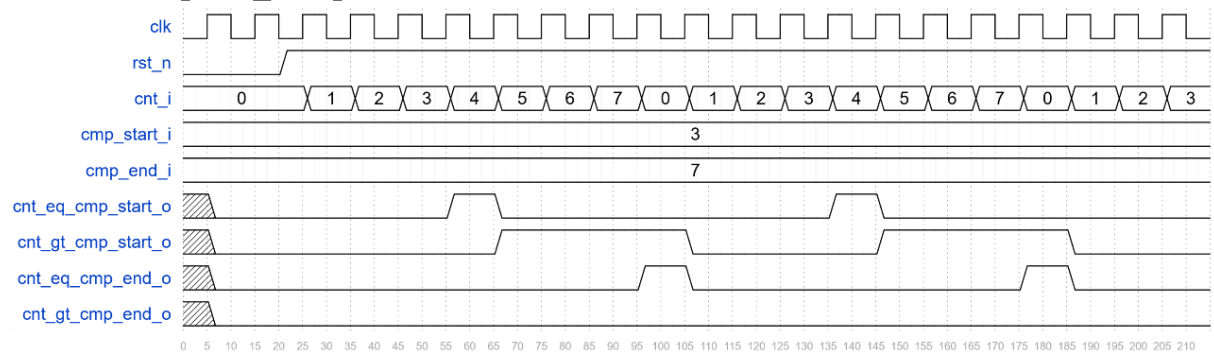 clk
rst_n
cnt_i 0 1 2 3 4 5 6 7 0 1 2 3 4 5 6 7 0 1 2 3
cmp_start_i 3
cmp_end_i 7
cnt_eq_cmp_start_o
cnt_gt_cmp_start_o
cnt_eq_cmp_end_o
cnt_gt_cmp_end_o
0 5 10 15 20 25 30 35 40 45 50 55 60 65 70 75 80 85 90 95 100 105 110 115 120 125 130 135 140 145 150 155 160 165 170 175 180 185 190 195 200 205 210